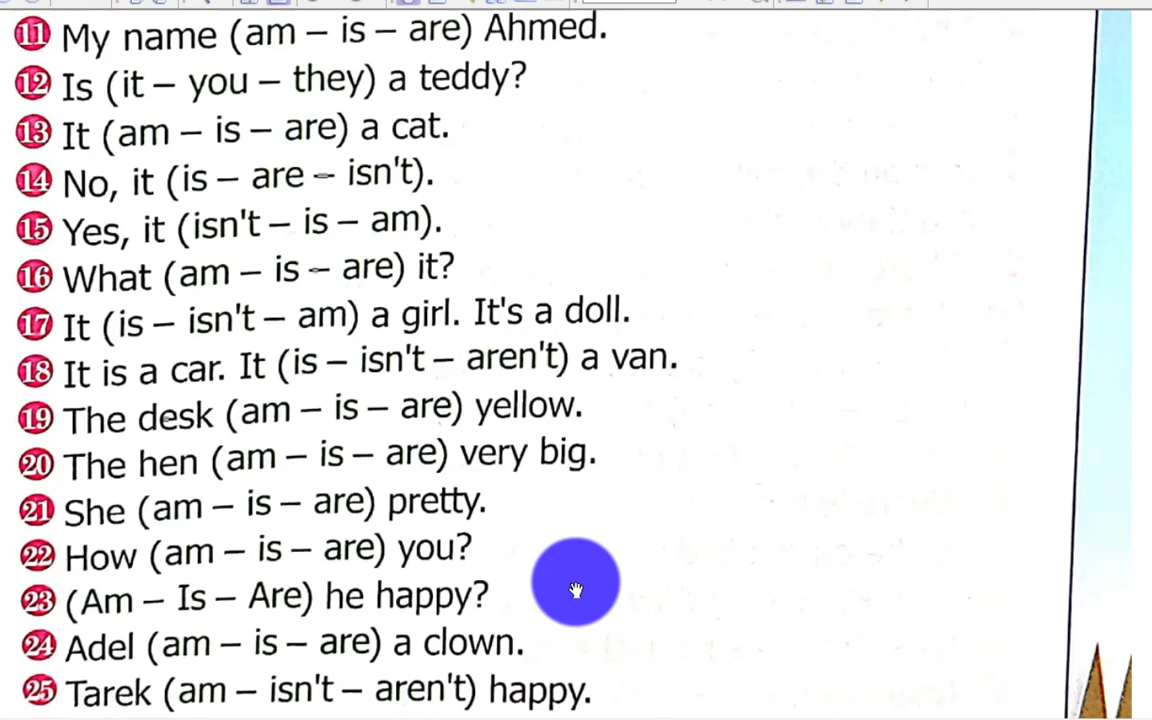 11 My name (am – is – are) Ahmed.
12 Is (it – you – they) a teddy?
13 It (am – is – are) a cat.
14 No, it (is – are – isn't).
15 Yes, it (isn't – is – am).
16 What (am – is – are) it?
17 It (is – isn't – am) a girl. It's a doll.
18 It is a car. It (is – isn't – aren't) a van.
19 The desk (am – is – are) yellow.
20 The hen (am – is – are) very big.
21 She (am – is – are) pretty.
22 How (am – is – are) you?
23 (Am – Is – Are) he happy?
24 Adel (am – is – are) a clown.
25 Tarek (am – isn't – aren't) happy.